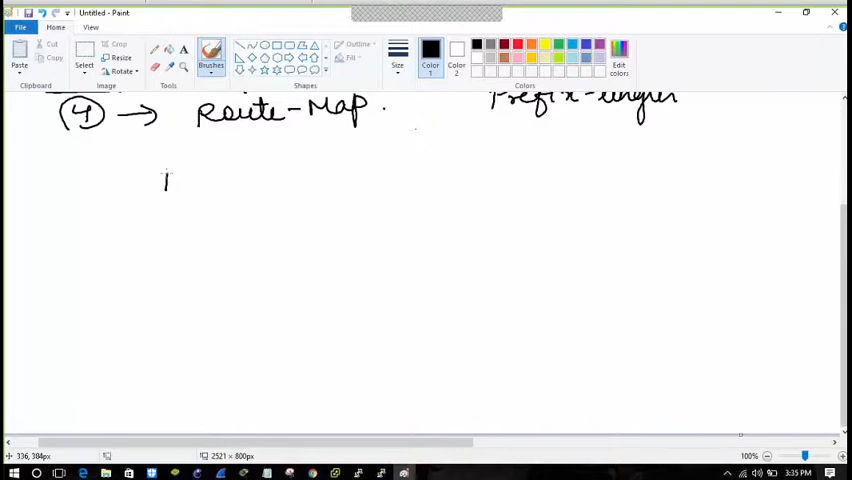 Untitled - Paint
File Home View
Paste
Cut
Copy
Select
Crop
Resize
Rotate
A
Brushes
Outline
Fill
Size
Color 1
Color 2
Edit colors
Clipboard Image Tools Shapes Colors
4 → Route-Map. Prefix-length
I
336, 384px 2521 × 800px 100%
3:35 PM